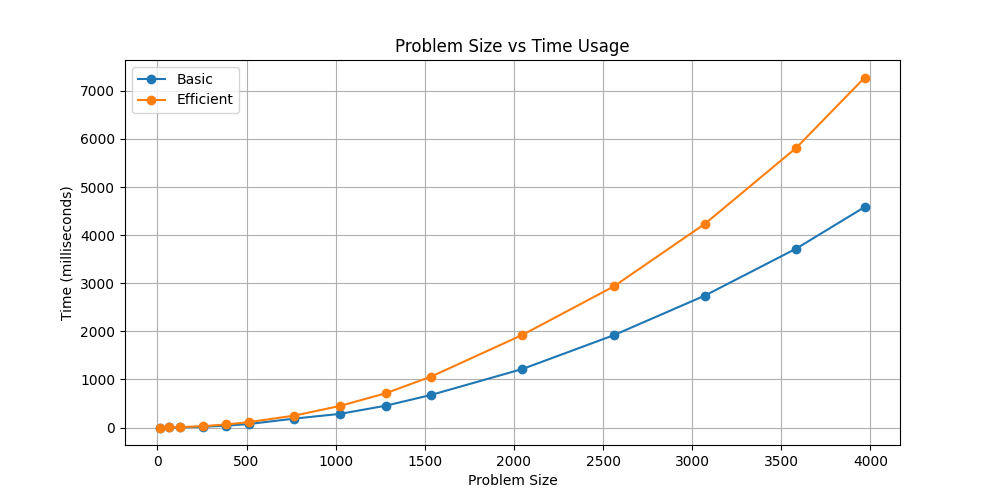 Problem Size vs Time Usage
Basic
Efficient
Time (milliseconds)
7000
6000
5000
4000
3000
2000
1000
0
0 500 1000 1500 2000 2500 3000 3500 4000
Problem Size